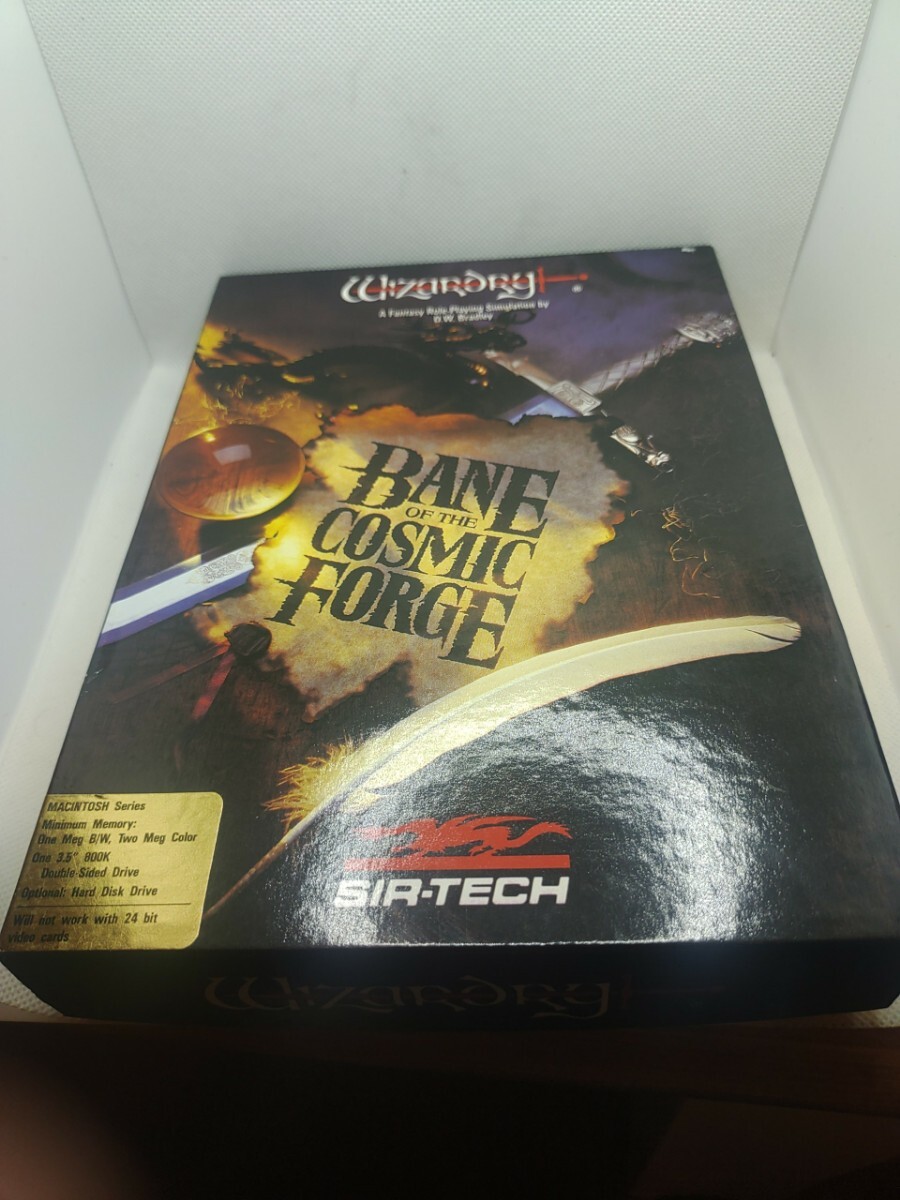 Wizardry
®
A Fantasy Role-Playing Simulation by
D.W. Bradley
BANE
OF THE
COSMIC
FORGE
MACINTOSH Series
Minimum Memory:
One Meg B/W, Two Meg Color
One 3.5" 800K
Double-Sided Drive
Optional: Hard Disk Drive
Will not work with 24 bit
video cards
SIR-TECH
Wizardry